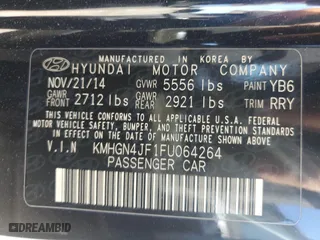 MANUFACTURED IN KOREA BY
HYUNDAI MOTOR COMPANY
NOV/21/14 GVWR 5556 lbs PAINT YB6
GAWR FRONT 2712 lbs GAWR REAR 2921 lbs TRIM RRY
THIS VEHICLE CONFORMS TO ALL APPLICABLE
FEDERAL MOTOR VEHICLE SAFETY, BUMPER, AND
THEFT PREVENTION STANDARDS IN EFFECT ON
THE DATE OF MANUFACTURE SHOWN ABOVE.
V.I.N KMHGN4JF1FU064264
PASSENGER CAR
DREAMBID